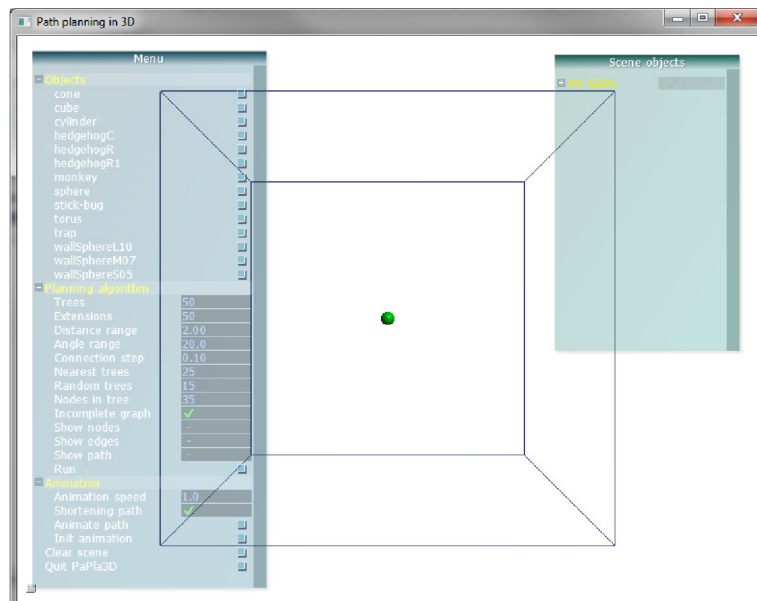 Path planning in 3D
Menu
Objects
cone
cube
cylinder
hedgehogC
hedgehogR
hedgehogR1
monkey
sphere
stick-bug
torus
trap
wallSphereL10
wallSphereM07
wallSphereS05
Planning algorithm
Trees 50
Extensions 50
Distance range 2.00
Angle range 20.0
Connection step 0.10
Nearest trees 25
Random trees 15
Nodes in tree 35
Incomplete graph
Show nodes -
Show edges -
Show path -
Run
Animation
Animation speed 1.0
Shortening path
Animate path
Init animation
Clear scene
Quit PaPla3D
Scene objects